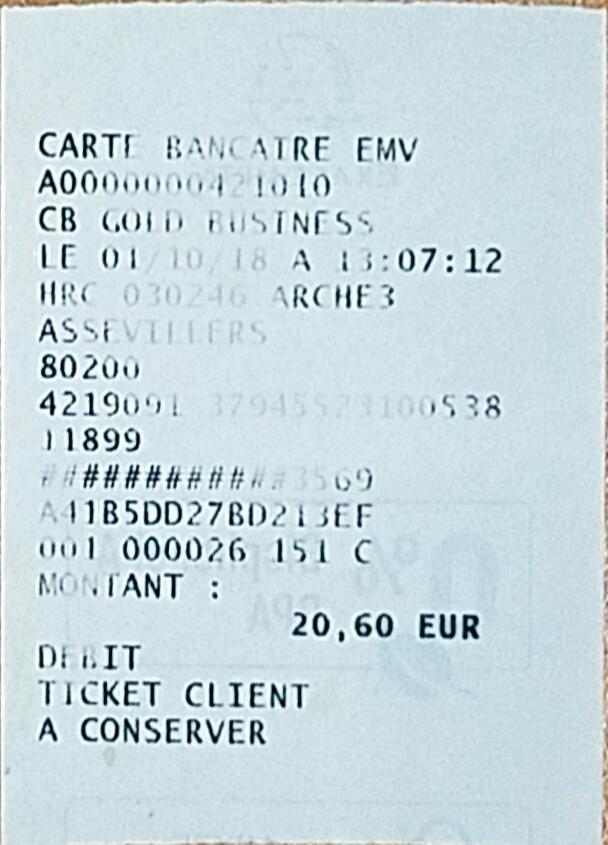 CARTE BANCAIRE EMV
A0000000421010
CB GOLD BUSINESS
LE 01/10/18 A 13:07:12
HRC 030246 ARCHE3
ASSEVILLERS
80200
4219091 37945523100538
11899
############3569
A41B5DD27BD213EF
001 000026 151 C
MONTANT :
20,60 EUR
DEBIT
TICKET CLIENT
A CONSERVER